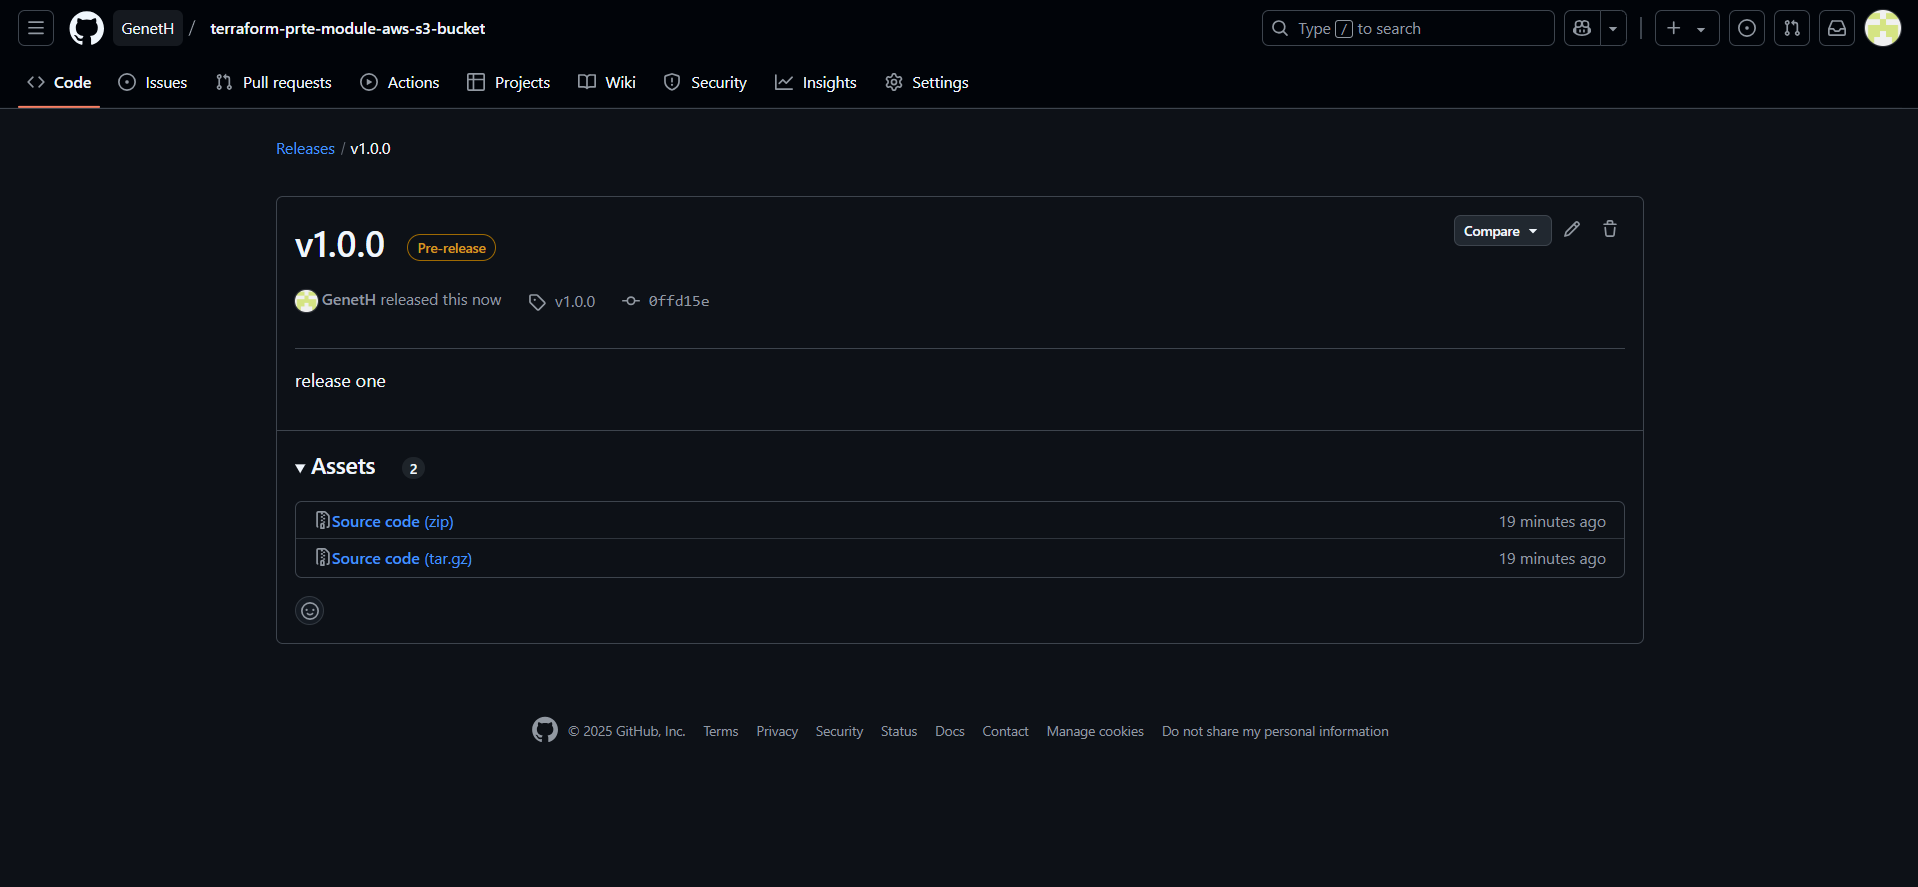 GenetH / terraform-prte-module-aws-s3-bucket
Type / to search
Code Issues Pull requests Actions Projects Wiki Security Insights Settings
Releases / v1.0.0
v1.0.0 Pre-release
Compare
GenetH released this now v1.0.0 0ffd15e
release one
Assets 2
Source code (zip) 19 minutes ago
Source code (tar.gz) 19 minutes ago
© 2025 GitHub, Inc. Terms Privacy Security Status Docs Contact Manage cookies Do not share my personal information